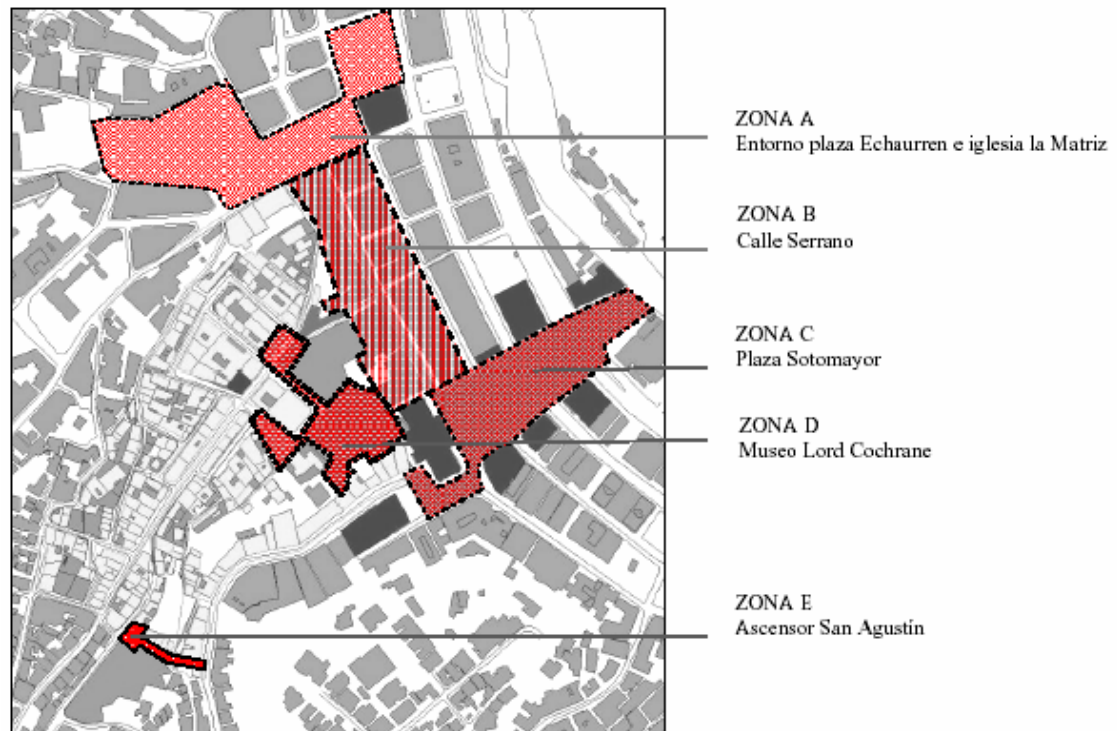 ZONA A
Entorno plaza Echaurren e iglesia la Matriz
ZONA B
Calle Serrano
ZONA C
Plaza Sotomayor
ZONA D
Museo Lord Cochrane
ZONA E
Ascensor San Agustín